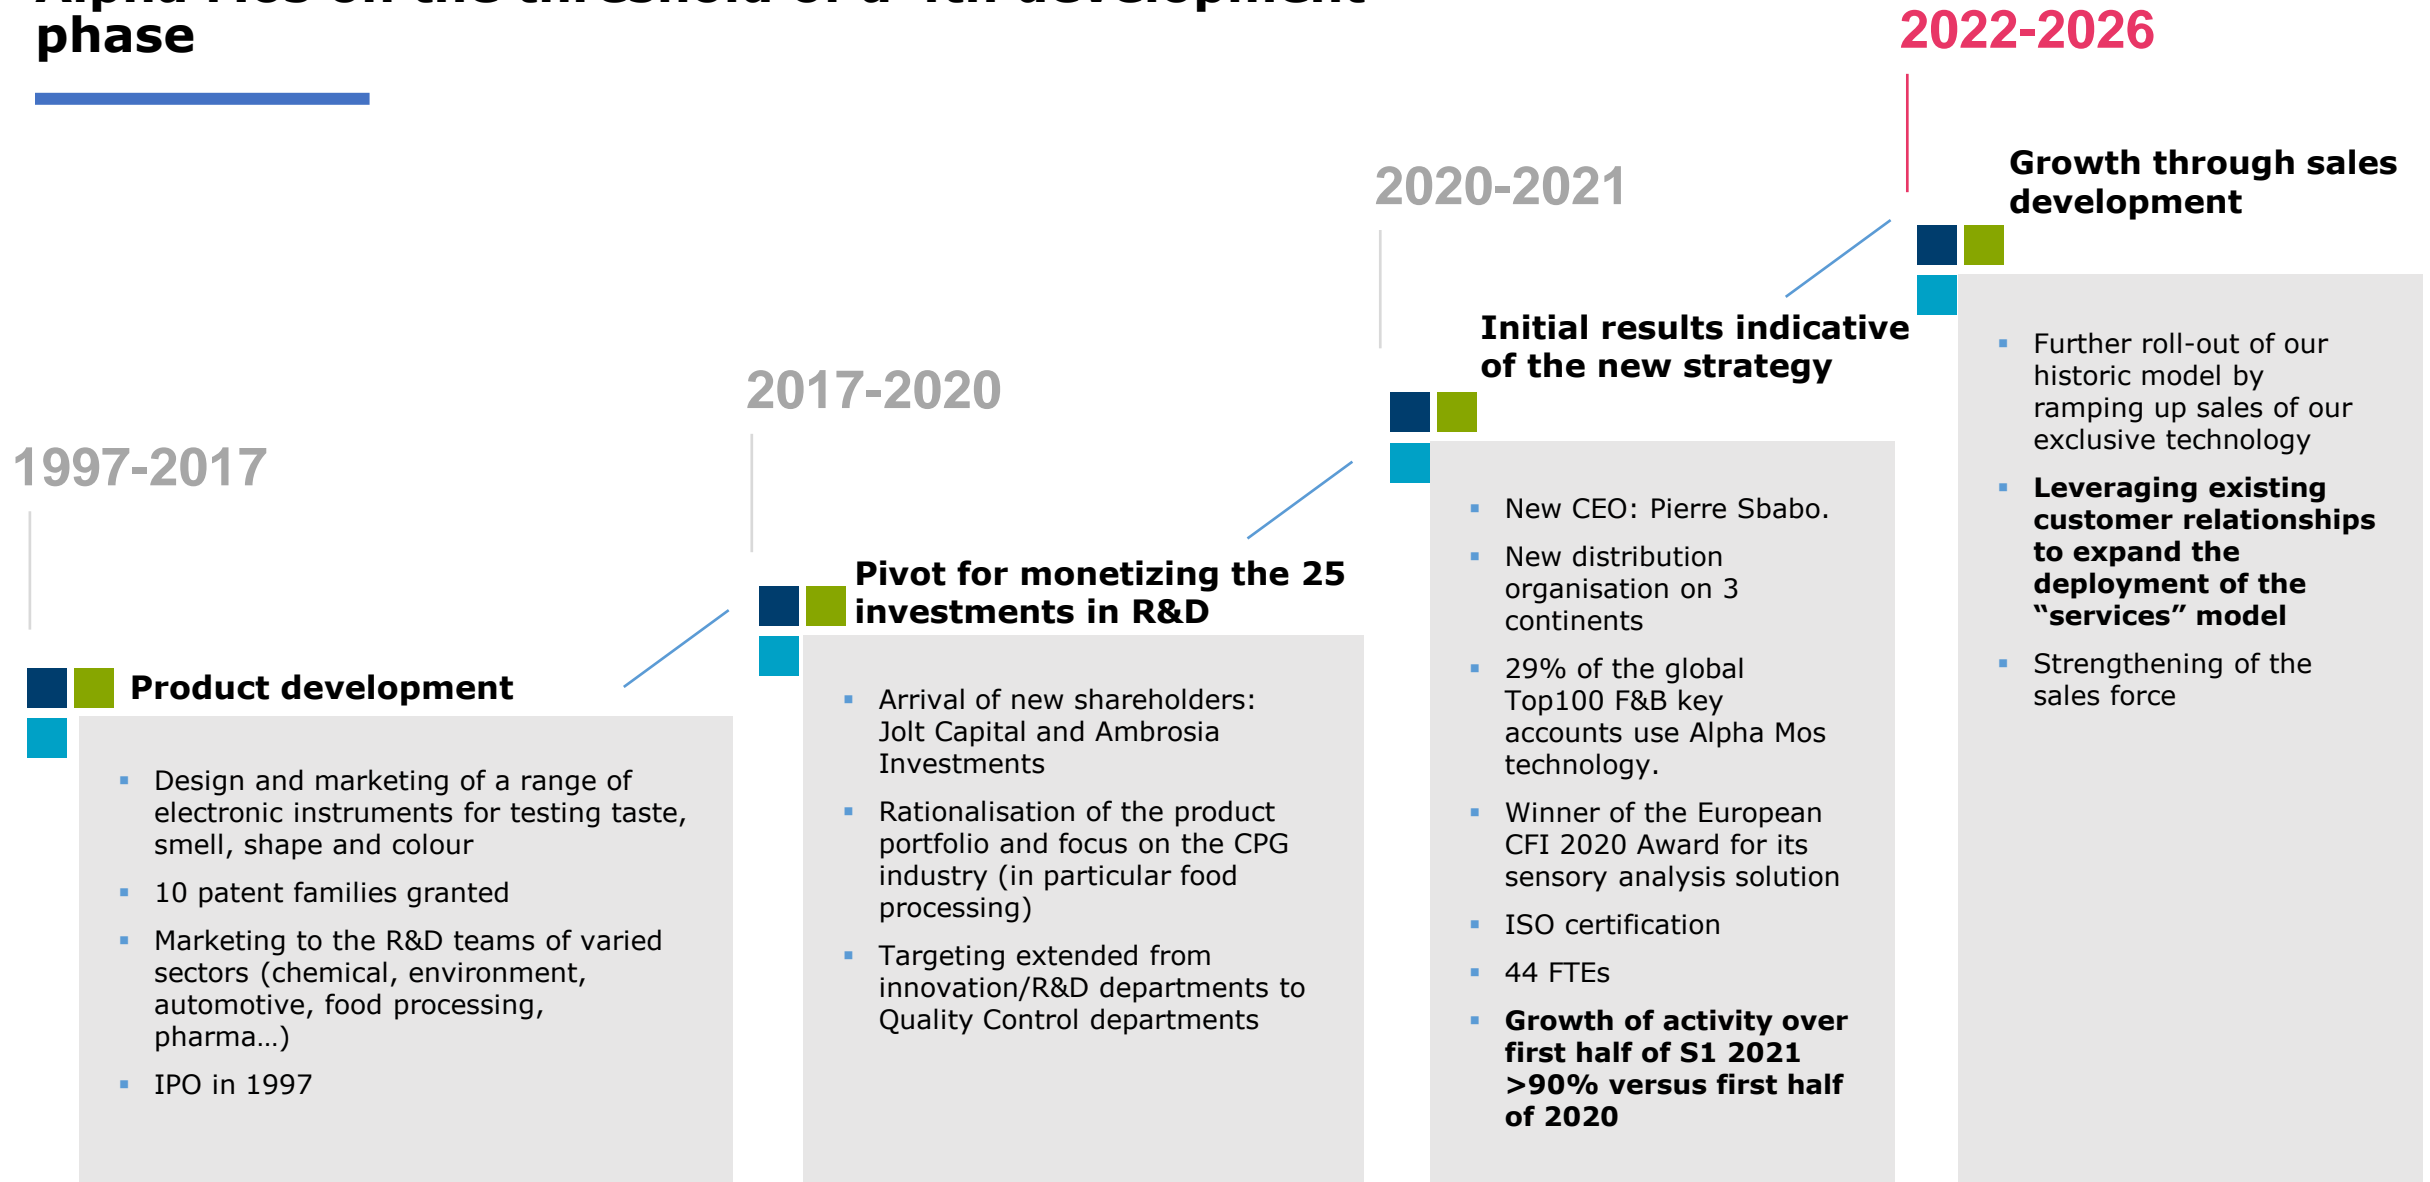 Alpha Mos on the threshold of a 4th development
phase
1997-2017
Product development
▪ Design and marketing of a range of
electronic instruments for testing taste,
smell, shape and colour
▪ 10 patent families granted
▪ Marketing to the R&D teams of varied
sectors (chemical, environment,
automotive, food processing,
pharma…)
▪ IPO in 1997
2017-2020
Pivot for monetizing the 25
investments in R&D
▪ Arrival of new shareholders:
Jolt Capital and Ambrosia
Investments
▪ Rationalisation of the product
portfolio and focus on the CPG
industry (in particular food
processing)
▪ Targeting extended from
innovation/R&D departments to
Quality Control departments
2020-2021
Initial results indicative
of the new strategy
▪ New CEO: Pierre Sbabo.
▪ New distribution
organisation on 3
continents
▪ 29% of the global
Top100 F&B key
accounts use Alpha Mos
technology.
▪ Winner of the European
CFI 2020 Award for its
sensory analysis solution
▪ ISO certification
▪ 44 FTEs
▪ Growth of activity over
first half of S1 2021
>90% versus first half
of 2020
2022-2026
Growth through sales
development
▪ Further roll-out of our
historic model by
ramping up sales of our
exclusive technology
▪ Leveraging existing
customer relationships
to expand the
deployment of the
“services” model
▪ Strengthening of the
sales force